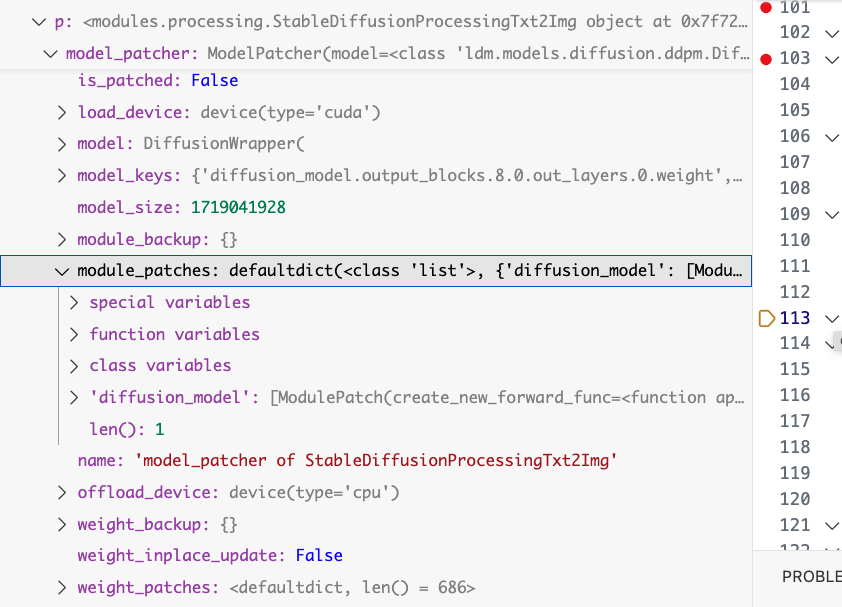 p: <modules.processing.StableDiffusionProcessingTxt2Img object at 0x7f72…
model_patcher: ModelPatcher(model=<class 'ldm.models.diffusion.ddpm.Dif…
is_patched: False
load_device: device(type='cuda')
model: DiffusionWrapper(
model_keys: {'diffusion_model.output_blocks.8.0.out_layers.0.weight',…
model_size: 1719041928
module_backup: {}
module_patches: defaultdict(<class 'list'>, {'diffusion_model': [Modu…
special variables
function variables
class variables
'diffusion_model': [ModulePatch(create_new_forward_func=<function ap…
len(): 1
name: 'model_patcher of StableDiffusionProcessingTxt2Img'
offload_device: device(type='cpu')
weight_backup: {}
weight_inplace_update: False
weight_patches: <defaultdict, len() = 686>
101
102
103
104
105
106
107
108
109
110
111
112
113
114
115
116
117
118
119
120
121
122
PROBLE